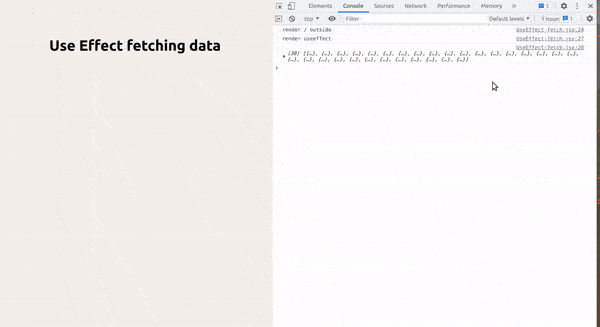 Elements Console Sources Network Performance Memory » 1
top Filter Default levels 1 Issue: 1
Use Effect fetching data
render / outside UseEffect-fetch.jsx:24
render useeffect UseEffect-fetch.jsx:27
UseEffect-fetch.jsx:20
(30) [{…}, {…}, {…}, {…}, {…}, {…}, {…}, {…}, {…}, {…}, {…}, {…}, {…}, {…}, {…}, {…}, {…}, {…},
{…}, {…}, {…}, {…}, {…}, {…}, {…}, {…}, {…}, {…}, {…}, {…}]